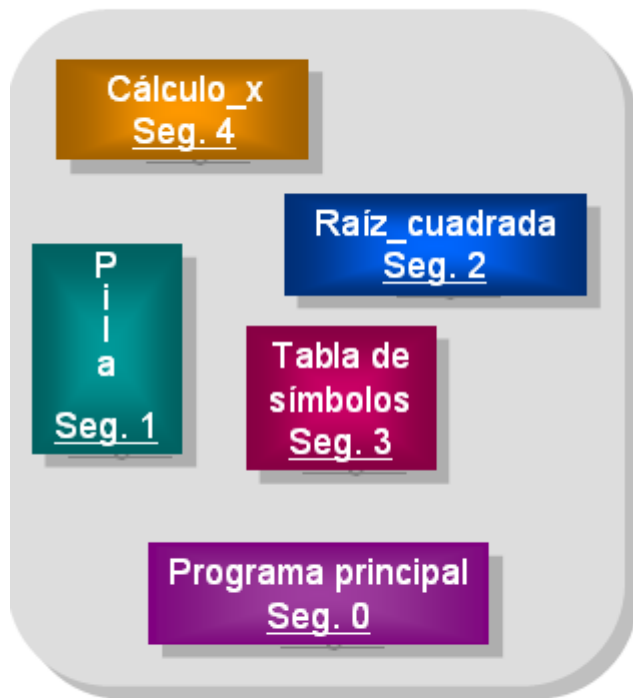 Cálculo_x
Seg. 4
Raíz_cuadrada
Seg. 2
P
i
l
a
Seg. 1
Tabla de
símbolos
Seg. 3
Programa principal
Seg. 0